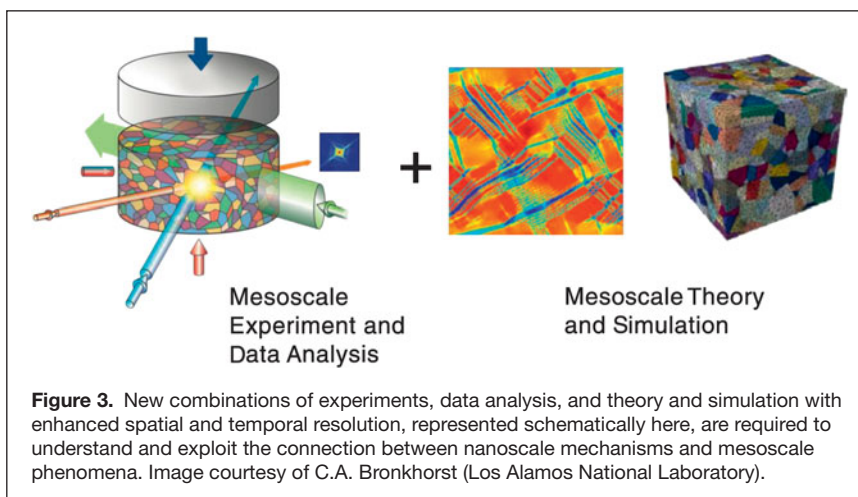 +
Mesoscale
Experiment and
Data Analysis
Mesoscale Theory
and Simulation
Figure 3. New combinations of experiments, data analysis, and theory and simulation with
enhanced spatial and temporal resolution, represented schematically here, are required to
understand and exploit the connection between nanoscale mechanisms and mesoscale
phenomena. Image courtesy of C.A. Bronkhorst (Los Alamos National Laboratory).